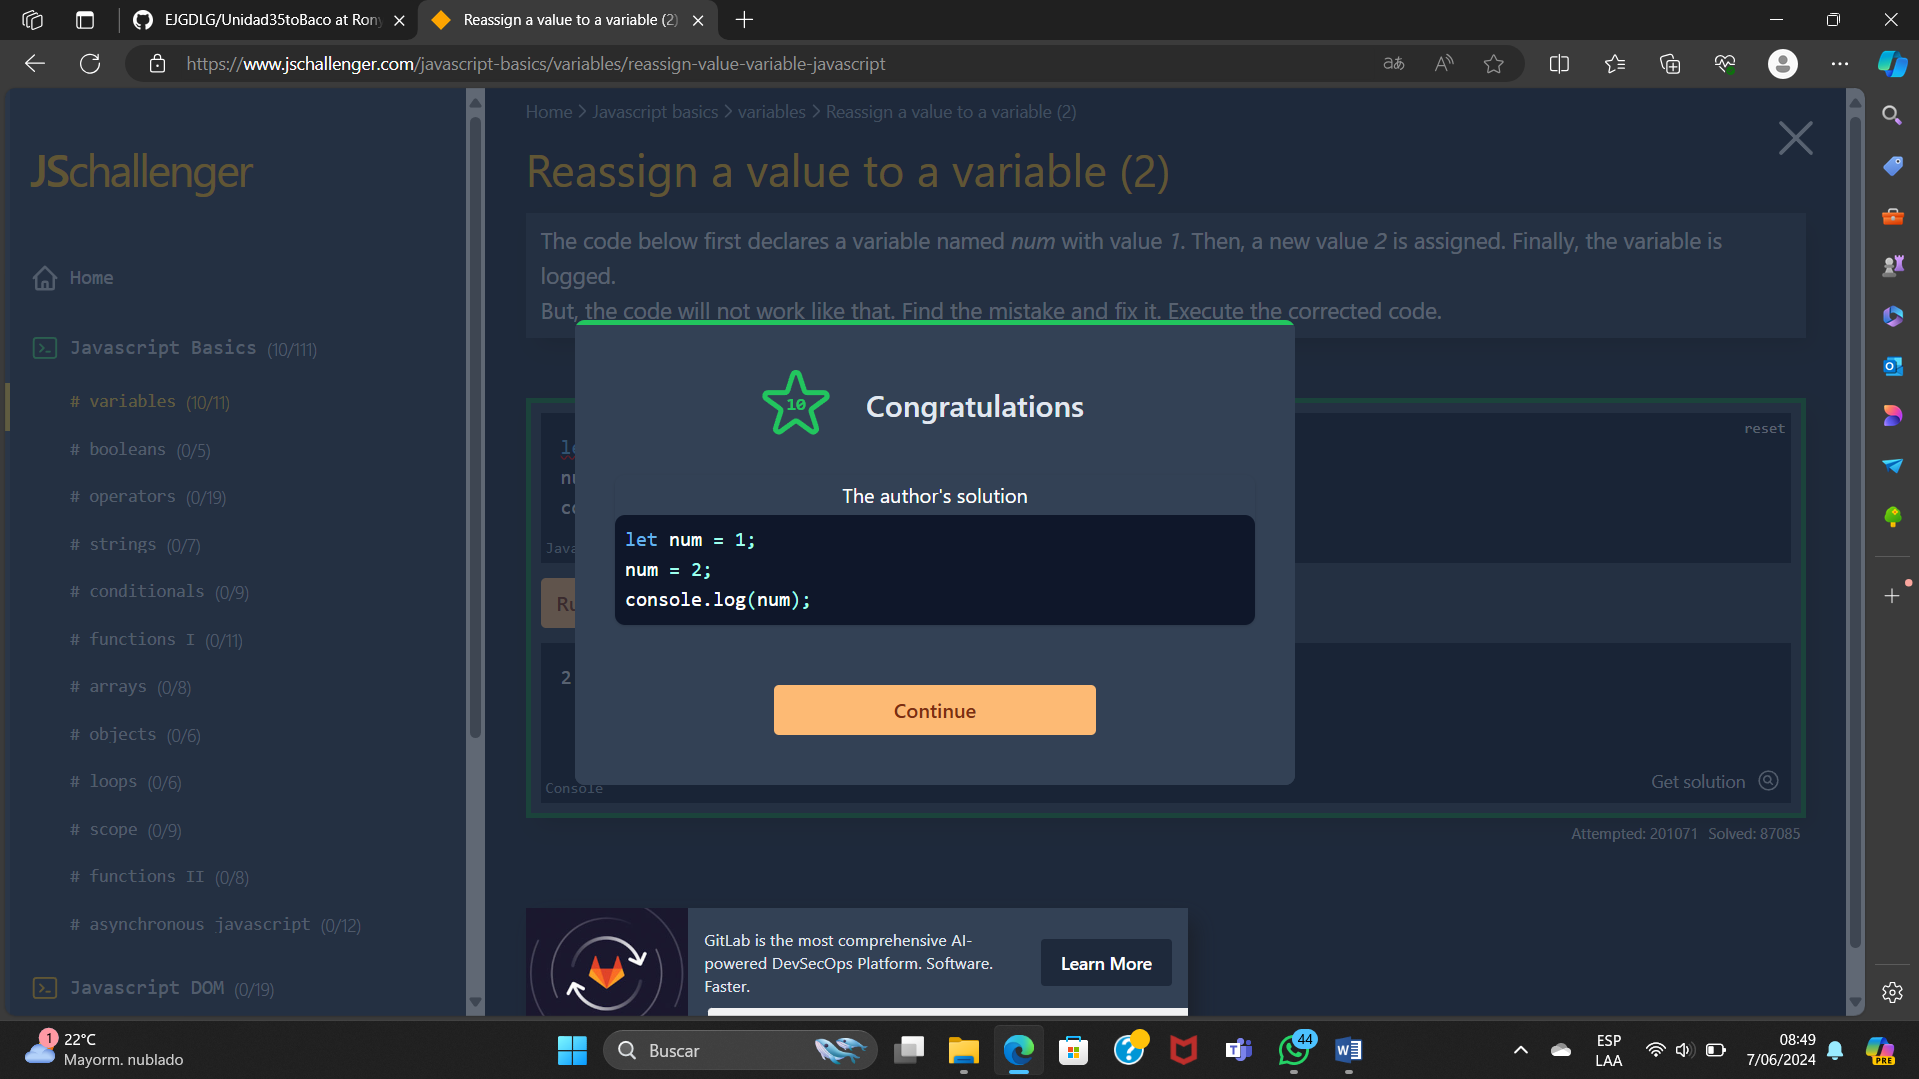 EJGDLG/Unidad35toBaco at Rony
Reassign a value to a variable (2)
https://www.jschallenger.com/javascript-basics/variables/reassign-value-variable-javascript
Home > Javascript basics > variables > Reassign a value to a variable (2)
JSchallenger
Reassign a value to a variable (2)
The code below first declares a variable named num with value 1. Then, a new value 2 is assigned. Finally, the variable is
logged.
But, the code will not work like that. Find the mistake and fix it. Execute the corrected code.
Home
Javascript Basics (10/111)
# variables (10/11)
# booleans (0/5)
# operators (0/19)
# strings (0/7)
# conditionals (0/9)
# functions I (0/11)
# arrays (0/8)
# objects (0/6)
# loops (0/6)
# scope (0/9)
# functions II (0/8)
# asynchronous javascript (0/12)
Javascript DOM (0/19)
reset
10
Congratulations
The author's solution
let num = 1;
num = 2;
console.log(num);
Continue
2
Console
Get solution
Attempted: 201071 Solved: 87085
GitLab is the most comprehensive AI-
powered DevSecOps Platform. Software.
Faster.
Learn More
1
22°C
Mayorm. nublado
Buscar
44
ESP
LAA
08:49
7/06/2024
PRE